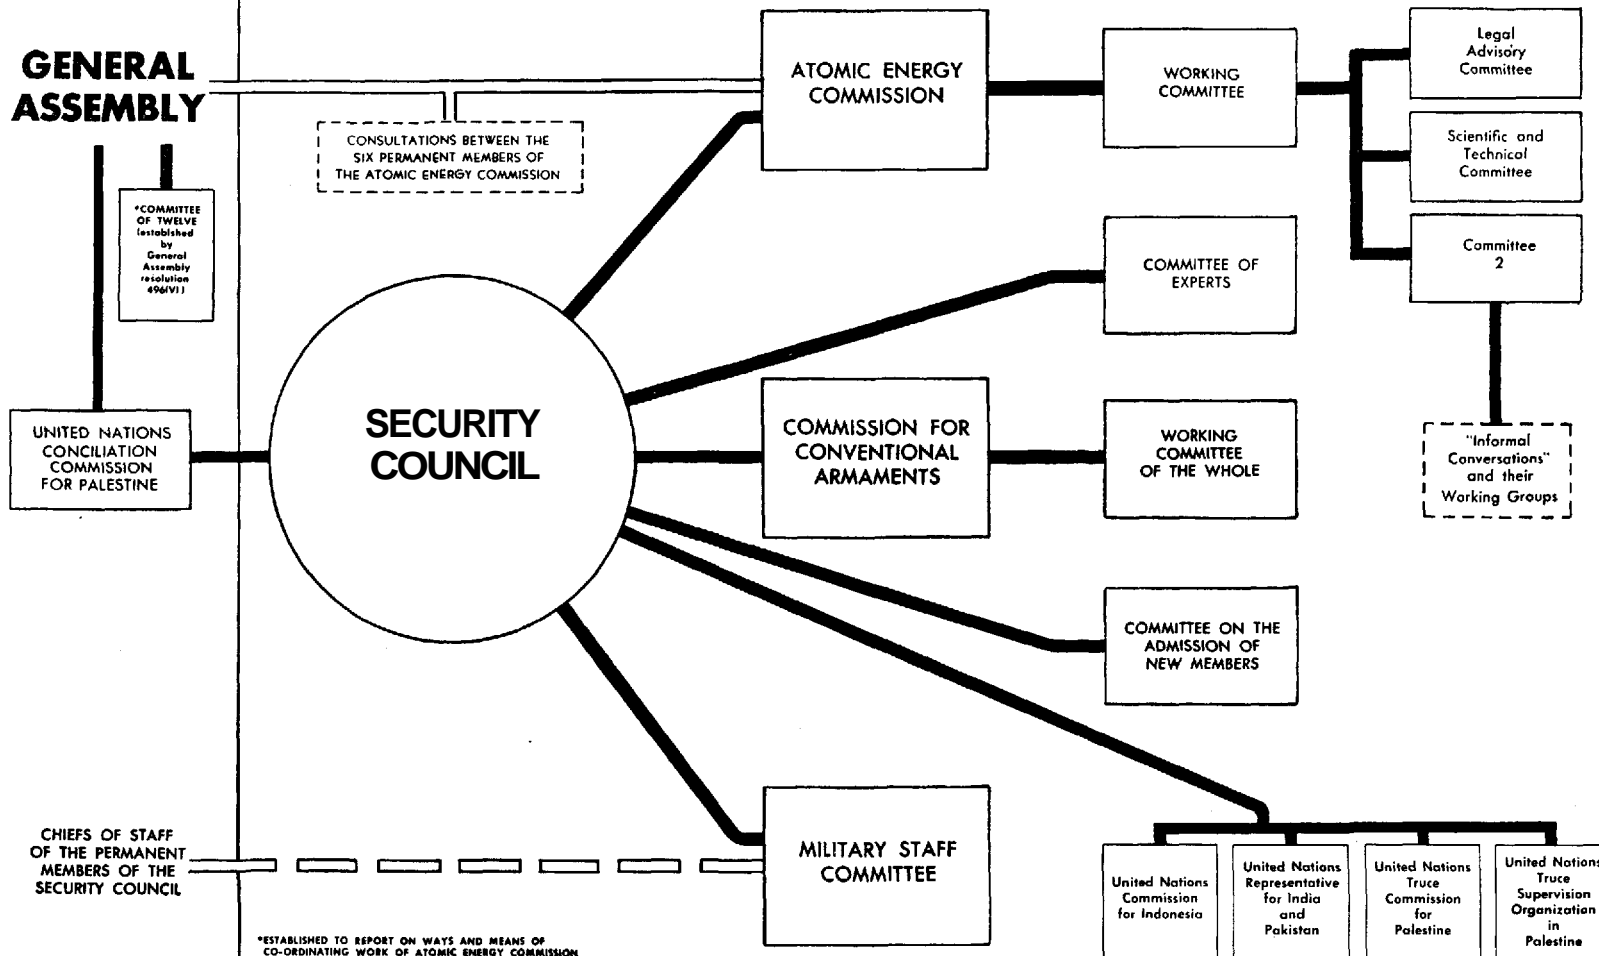 GENERAL
ASSEMBLY
ATOMIC ENERGY
COMMISSION
WORKING
COMMITTEE
Legal
Advisory
Committee
CONSULTATIONS BETWEEN THE
SIX PERMANENT MEMBERS OF
THE ATOMIC ENERGY COMMISSION
Scientific and
Technical
Committee
*COMMITTEE
OF TWELVE
(established
by
General
Assembly
resolution
496(V))
Committee
2
COMMITTEE OF
EXPERTS
SECURITY
COUNCIL
UNITED NATIONS
CONCILIATION
COMMISSION
FOR PALESTINE
COMMISSION FOR
CONVENTIONAL
ARMAMENTS
WORKING
COMMITTEE
OF THE WHOLE
"Informal
Conversations"
and their
Working Groups
COMMITTEE ON THE
ADMISSION OF
NEW MEMBERS
CHIEFS OF STAFF
OF THE PERMANENT
MEMBERS OF THE
SECURITY COUNCIL
MILITARY STAFF
COMMITTEE
United Nations
Commission
for Indonesia
United Nations
Representative
for India
and
Pakistan
United Nations
Truce
Commission
for
Palestine
United Nations
Truce
Supervision
Organization
in
Palestine
*ESTABLISHED TO REPORT ON WAYS AND MEANS OF
CO-ORDINATING WORK OF ATOMIC ENERGY COMMISSION